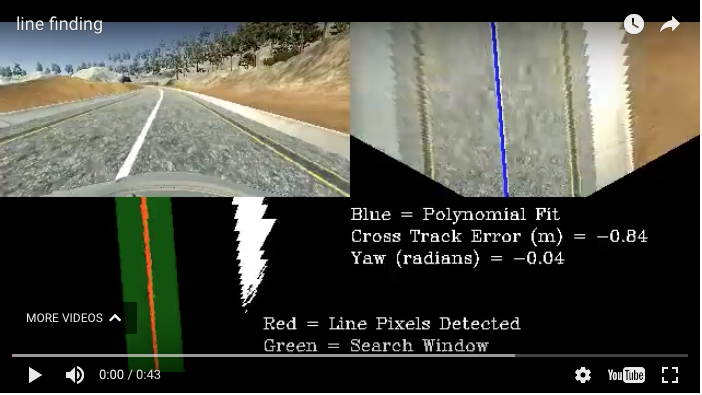 line finding
Blue = Polynomial Fit
Cross Track Error (m) = −0.84
Yaw (radians) = −0.04
Red = Line Pixels Detected
Green = Search Window
MORE VIDEOS
0:00 / 0:43
YouTube